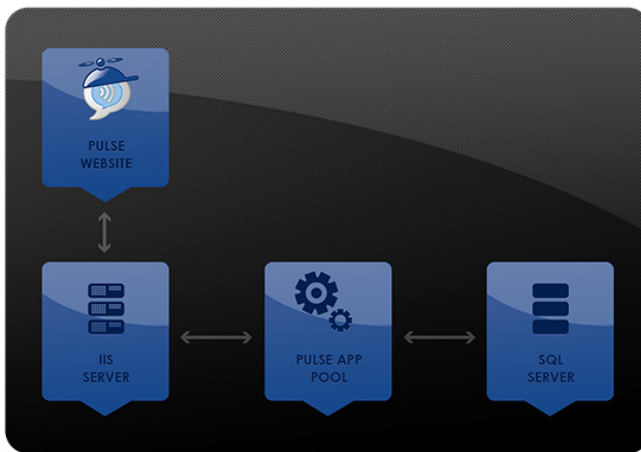 PULSE
WEBSITE
IIS
SERVER
PULSE APP
POOL
SQL
SERVER